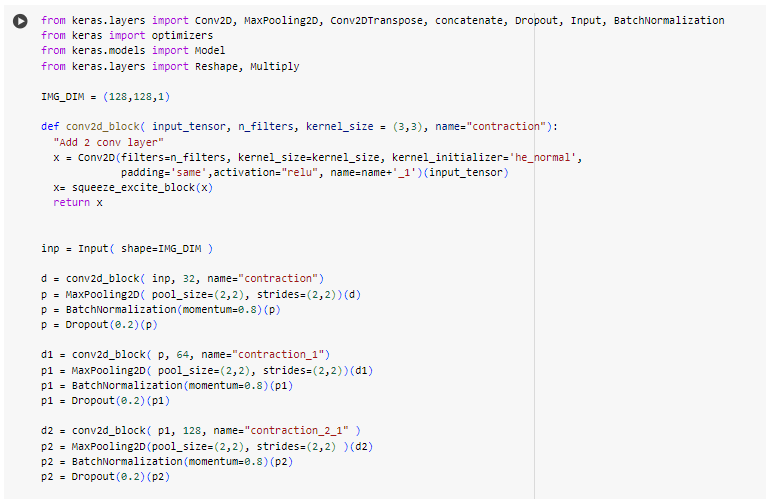 from keras.layers import Conv2D, MaxPooling2D, Conv2DTranspose, concatenate, Dropout, Input, BatchNormalization
from keras import optimizers
from keras.models import Model
from keras.layers import Reshape, Multiply

IMG_DIM = (128,128,1)

def conv2d_block( input_tensor, n_filters, kernel_size = (3,3), name="contraction"):
  "Add 2 conv layer"
  x = Conv2D(filters=n_filters, kernel_size=kernel_size, kernel_initializer='he_normal',
             padding='same',activation="relu", name=name+'_1')(input_tensor)
  x= squeeze_excite_block(x)
  return x


inp = Input( shape=IMG_DIM )

d = conv2d_block( inp, 32, name="contraction")
p = MaxPooling2D( pool_size=(2,2), strides=(2,2))(d)
p = BatchNormalization(momentum=0.8)(p)
p = Dropout(0.2)(p)

d1 = conv2d_block( p, 64, name="contraction_1")
p1 = MaxPooling2D( pool_size=(2,2), strides=(2,2))(d1)
p1 = BatchNormalization(momentum=0.8)(p1)
p1 = Dropout(0.2)(p1)

d2 = conv2d_block( p1, 128, name="contraction_2_1" )
p2 = MaxPooling2D(pool_size=(2,2), strides=(2,2) )(d2)
p2 = BatchNormalization(momentum=0.8)(p2)
p2 = Dropout(0.2)(p2)